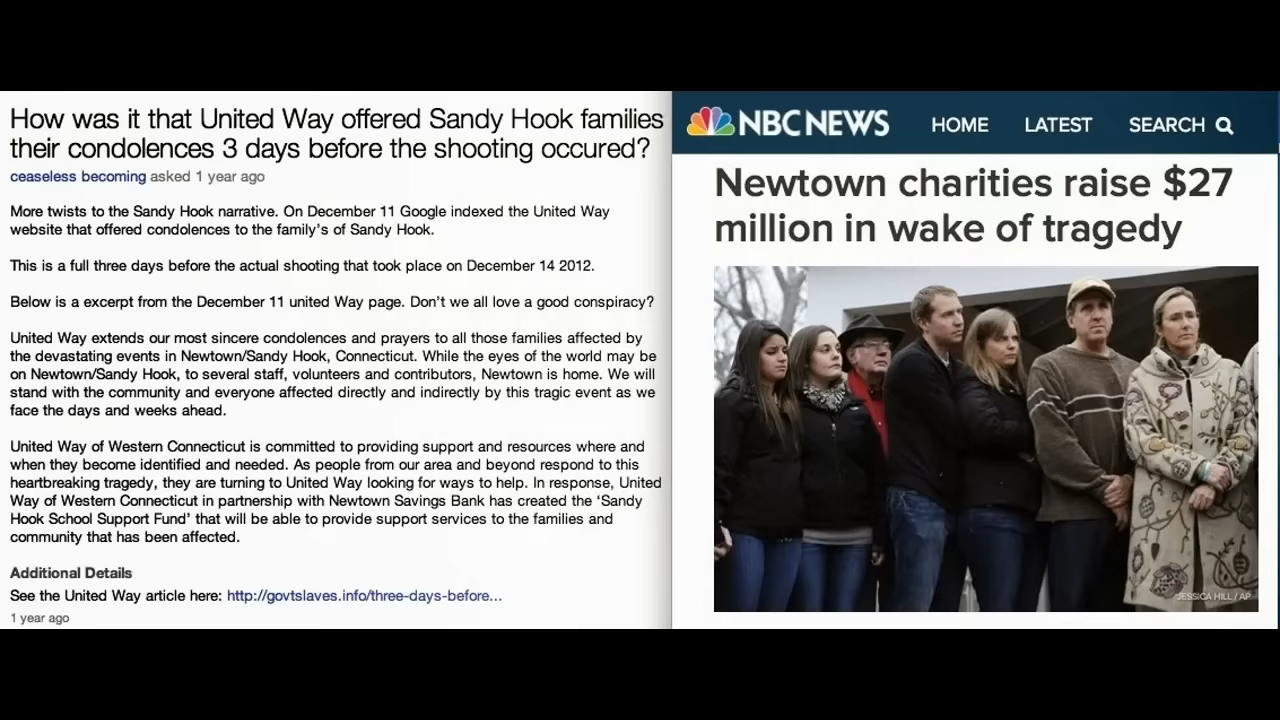 How was it that United Way offered Sandy Hook families
their condolences 3 days before the shooting occured?
ceaseless becoming asked 1 year ago
More twists to the Sandy Hook narrative. On December 11 Google indexed the United Way
website that offered condolences to the family's of Sandy Hook.
This is a full three days before the actual shooting that took place on December 14 2012.
Below is a excerpt from the December 11 united Way page. Don't we all love a good conspiracy?
United Way extends our most sincere condolences and prayers to all those families affected by
the devastating events in Newtown/Sandy Hook, Connecticut. While the eyes of the world may be
on Newtown/Sandy Hook, to several staff, volunteers and contributors, Newtown is home. We will
stand with the community and everyone affected directly and indirectly by this tragic event as we
face the days and weeks ahead.
United Way of Western Connecticut is committed to providing support and resources where and
when they become identified and needed. As people from our area and beyond respond to this
heartbreaking tragedy, they are turning to United Way looking for ways to help. In response, United
Way of Western Connecticut in partnership with Newtown Savings Bank has created the 'Sandy
Hook School Support Fund' that will be able to provide support services to the families and
community that has been affected.
Additional Details
See the United Way article here: http://govtslaves.info/three-days-before...
1 year ago
NBC NEWS HOME LATEST SEARCH
Newtown charities raise $27
million in wake of tragedy
JESSICA HILL / AP